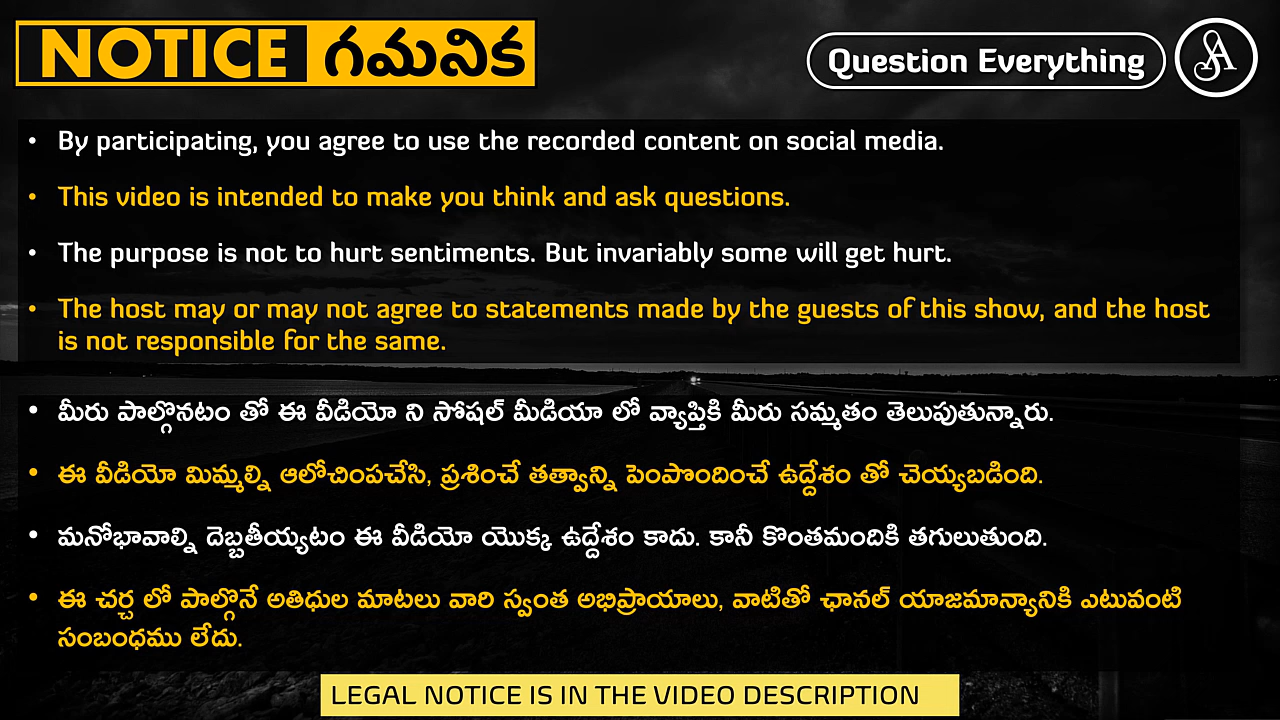 NOTICE గమనిక
Question Everything
• By participating, you agree to use the recorded content on social media.
• This video is intended to make you think and ask questions.
• The purpose is not to hurt sentiments. But invariably some will get hurt.
• The host may or may not agree to statements made by the guests of this show, and the host
is not responsible for the same.
• మీరు పాల్గొనటం తో ఈ వీడియో ని సోషల్ మీడియా లో వ్యాప్తికి మీరు సమ్మతం తెలుపుతున్నారు.
• ఈ వీడియో మిమ్మల్ని ఆలోచింపచేసి, ప్రశించే తత్వాన్ని పెంపొందించే ఉద్దేశం తో చెయ్యబడింది.
• మనోభావాల్ని దెబ్బతీయ్యటం ఈ వీడియో యొక్క ఉద్దేశం కాదు. కానీ కొంతమందికి తగులుతుంది.
• ఈ చర్చ లో పాల్గొనే అతిధుల మాటలు వారి స్వంత అభిప్రాయాలు, వాటితో ఛానల్ యాజమాన్యానికి ఎటువంటి
సంబంధము లేదు.
LEGAL NOTICE IS IN THE VIDEO DESCRIPTION